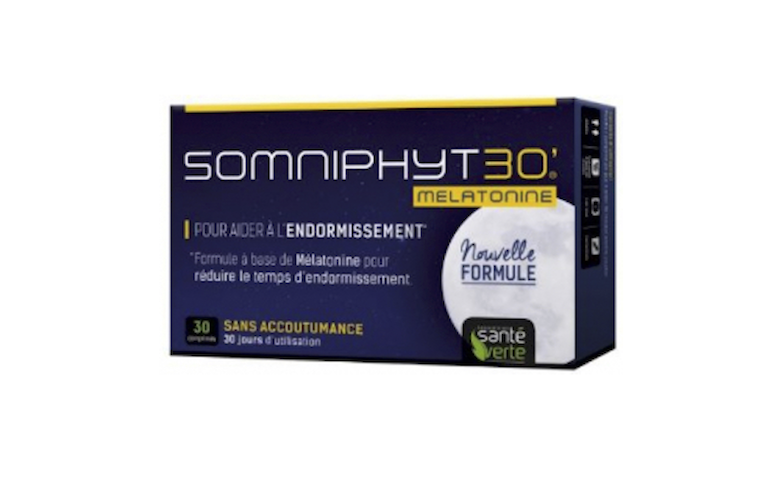 SOMNIPHYT30'®
MELATONINE
POUR AIDER À L'ENDORMISSEMENT*
*Formule à base de Mélatonine pour
réduire le temps d'endormissement.
Nouvelle
FORMULE
30
comprimés
SANS ACCOUTUMANCE
30 jours d'utilisation
santé
verte